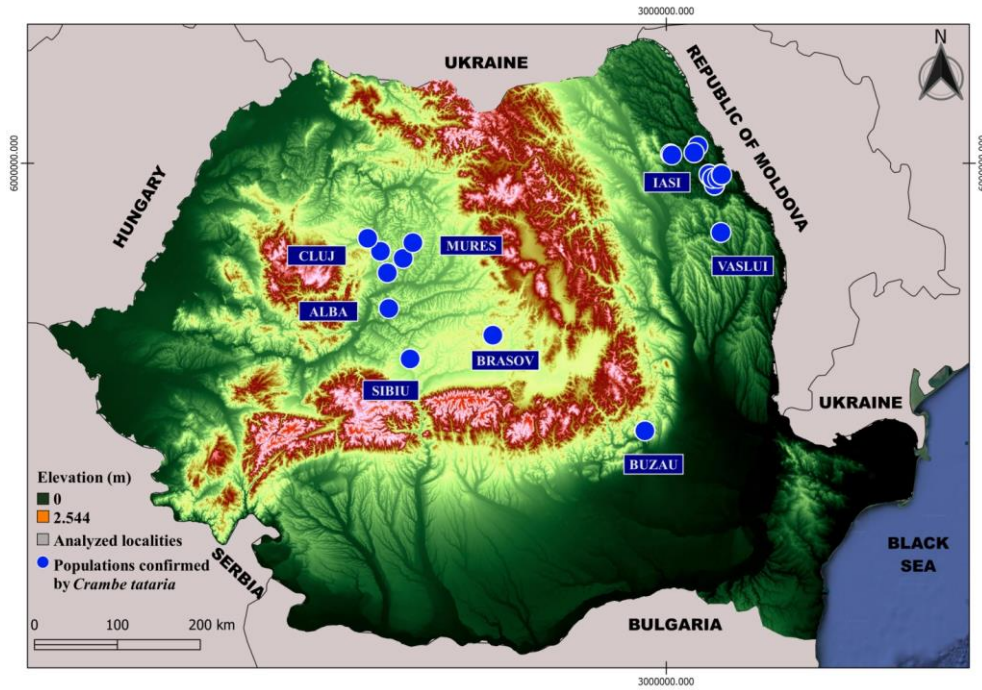 3000000.000
N
UKRAINE
REPUBLIC OF MOLDOVA
6000000.000
HUNGARY
IASI
MURES
CLUJ
VASLUI
ALBA
BRASOV
SIBIU
UKRAINE
BUZAU
Elevation (m)
0
2.544
Analyzed localities
Populations confirmed
by Crambe tataria
SERBIA
BLACK
SEA
0 100 200 km
BULGARIA
3000000.000